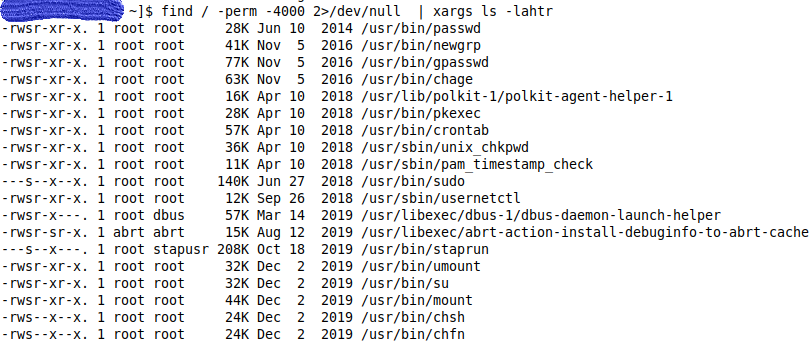 ~]$ find / -perm -4000 2>/dev/null  | xargs ls -lahtr
-rwsr-xr-x. 1 root root     28K Jun 10  2014 /usr/bin/passwd
-rwsr-xr-x. 1 root root     41K Nov  5  2016 /usr/bin/newgrp
-rwsr-xr-x. 1 root root     77K Nov  5  2016 /usr/bin/gpasswd
-rwsr-xr-x. 1 root root     63K Nov  5  2016 /usr/bin/chage
-rwsr-xr-x. 1 root root     16K Apr 10  2018 /usr/lib/polkit-1/polkit-agent-helper-1
-rwsr-xr-x. 1 root root     28K Apr 10  2018 /usr/bin/pkexec
-rwsr-xr-x. 1 root root     57K Apr 10  2018 /usr/bin/crontab
-rwsr-xr-x. 1 root root     36K Apr 10  2018 /usr/sbin/unix_chkpwd
-rwsr-xr-x. 1 root root     11K Apr 10  2018 /usr/sbin/pam_timestamp_check
---s--x--x. 1 root root    140K Jun 27  2018 /usr/bin/sudo
-rwsr-xr-x. 1 root root     12K Sep 26  2018 /usr/sbin/usernetctl
-rwsr-x---. 1 root dbus     57K Mar 14  2019 /usr/libexec/dbus-1/dbus-daemon-launch-helper
-rwsr-sr-x. 1 abrt abrt     15K Aug 12  2019 /usr/libexec/abrt-action-install-debuginfo-to-abrt-cache
---s--x---. 1 root stapusr 208K Oct 18  2019 /usr/bin/staprun
-rwsr-xr-x. 1 root root     32K Dec  2  2019 /usr/bin/umount
-rwsr-xr-x. 1 root root     32K Dec  2  2019 /usr/bin/su
-rwsr-xr-x. 1 root root     44K Dec  2  2019 /usr/bin/mount
-rws--x--x. 1 root root     24K Dec  2  2019 /usr/bin/chsh
-rws--x--x. 1 root root     24K Dec  2  2019 /usr/bin/chfn